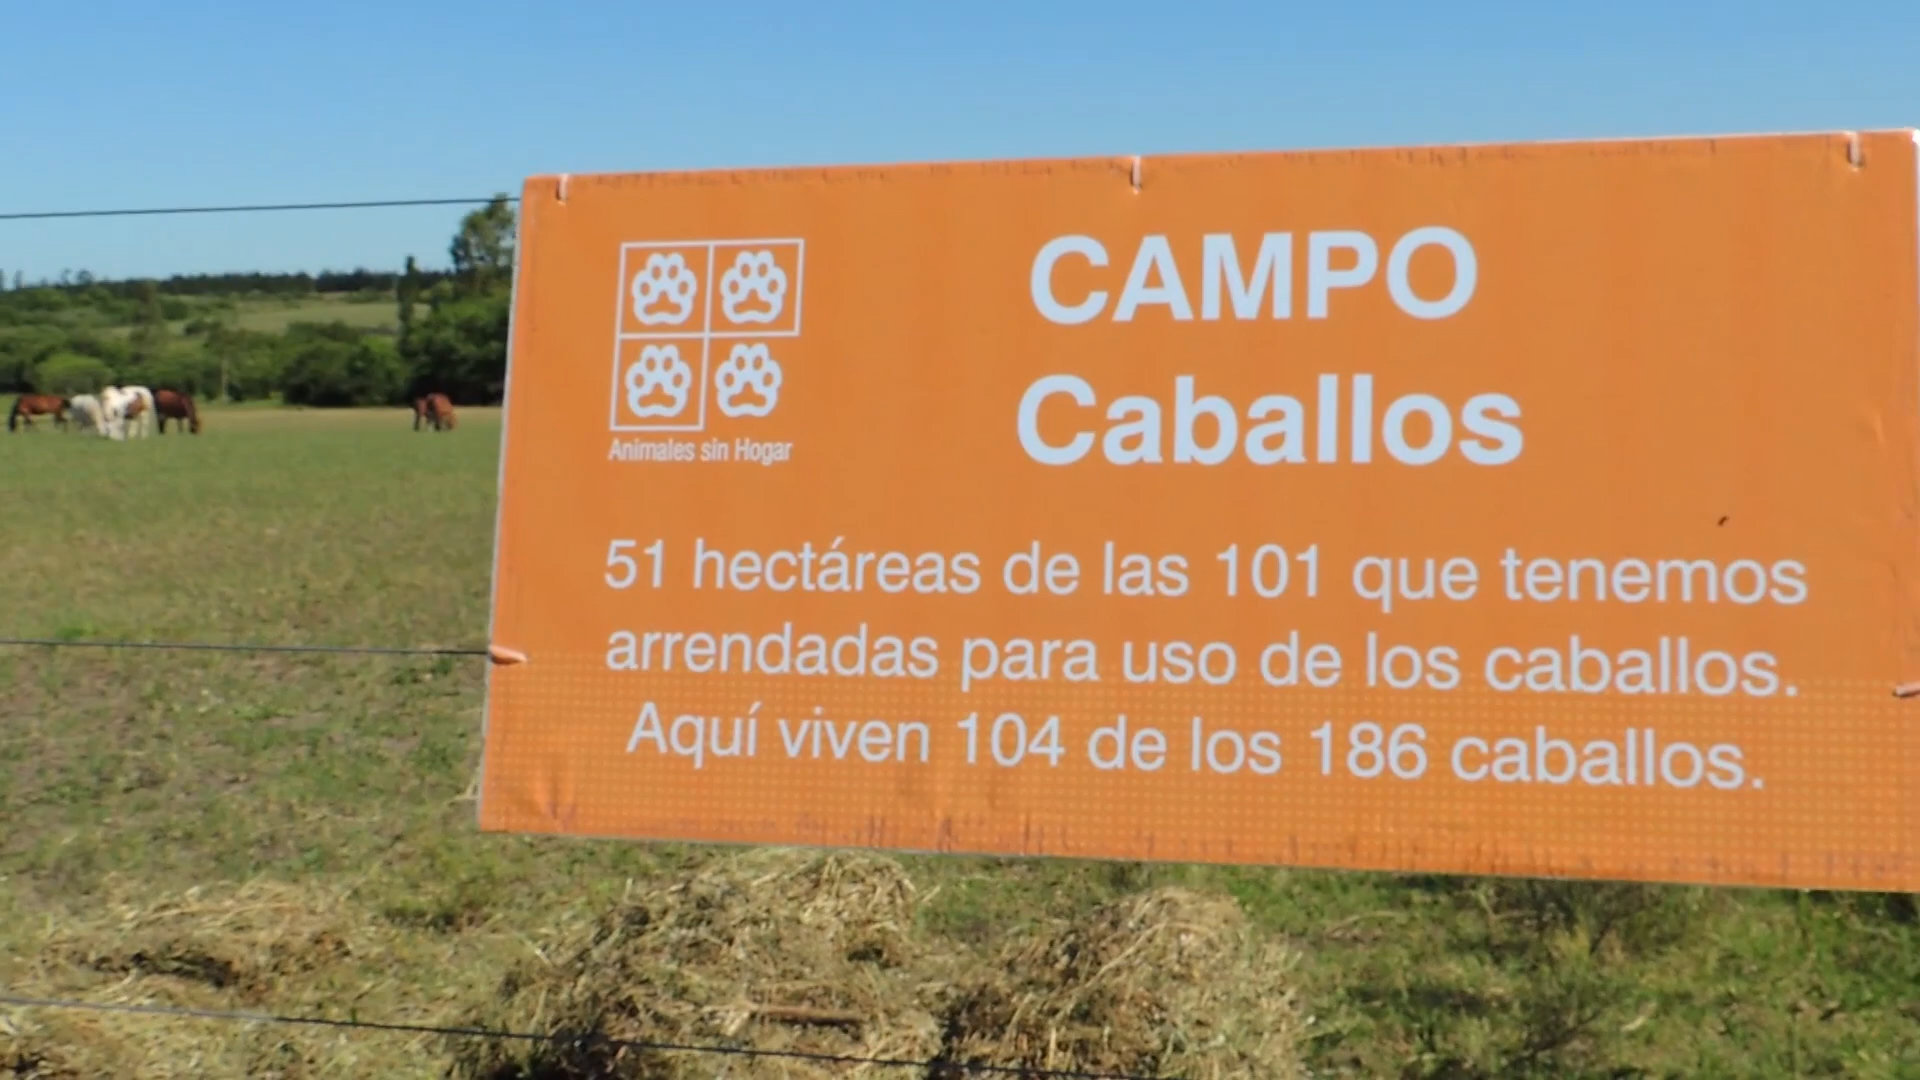 CAMPO
Caballos
Animales sin Hogar
51 hectáreas de las 101 que tenemos
arrendadas para uso de los caballos.
Aquí viven 104 de los 186 caballos.